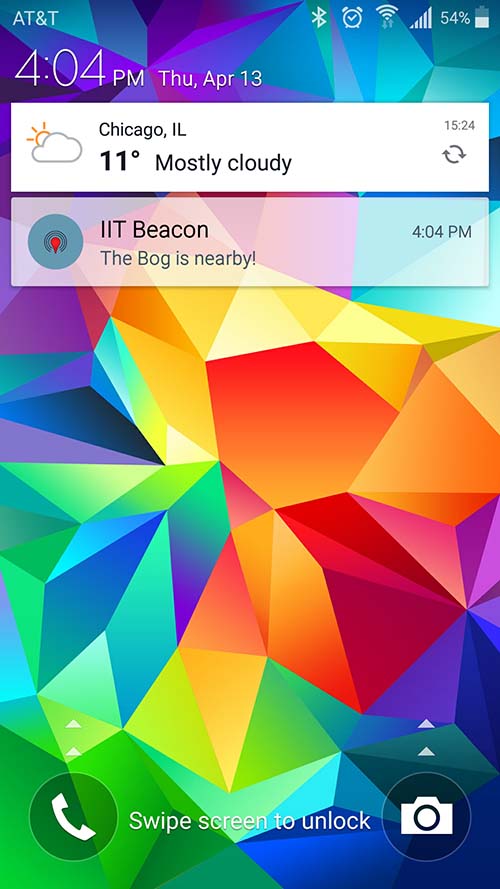 AT&T
54%
4:04 PM Thu, Apr 13
Chicago, IL
15:24
11° Mostly cloudy
IIT Beacon
4:04 PM
The Bog is nearby!
Swipe screen to unlock